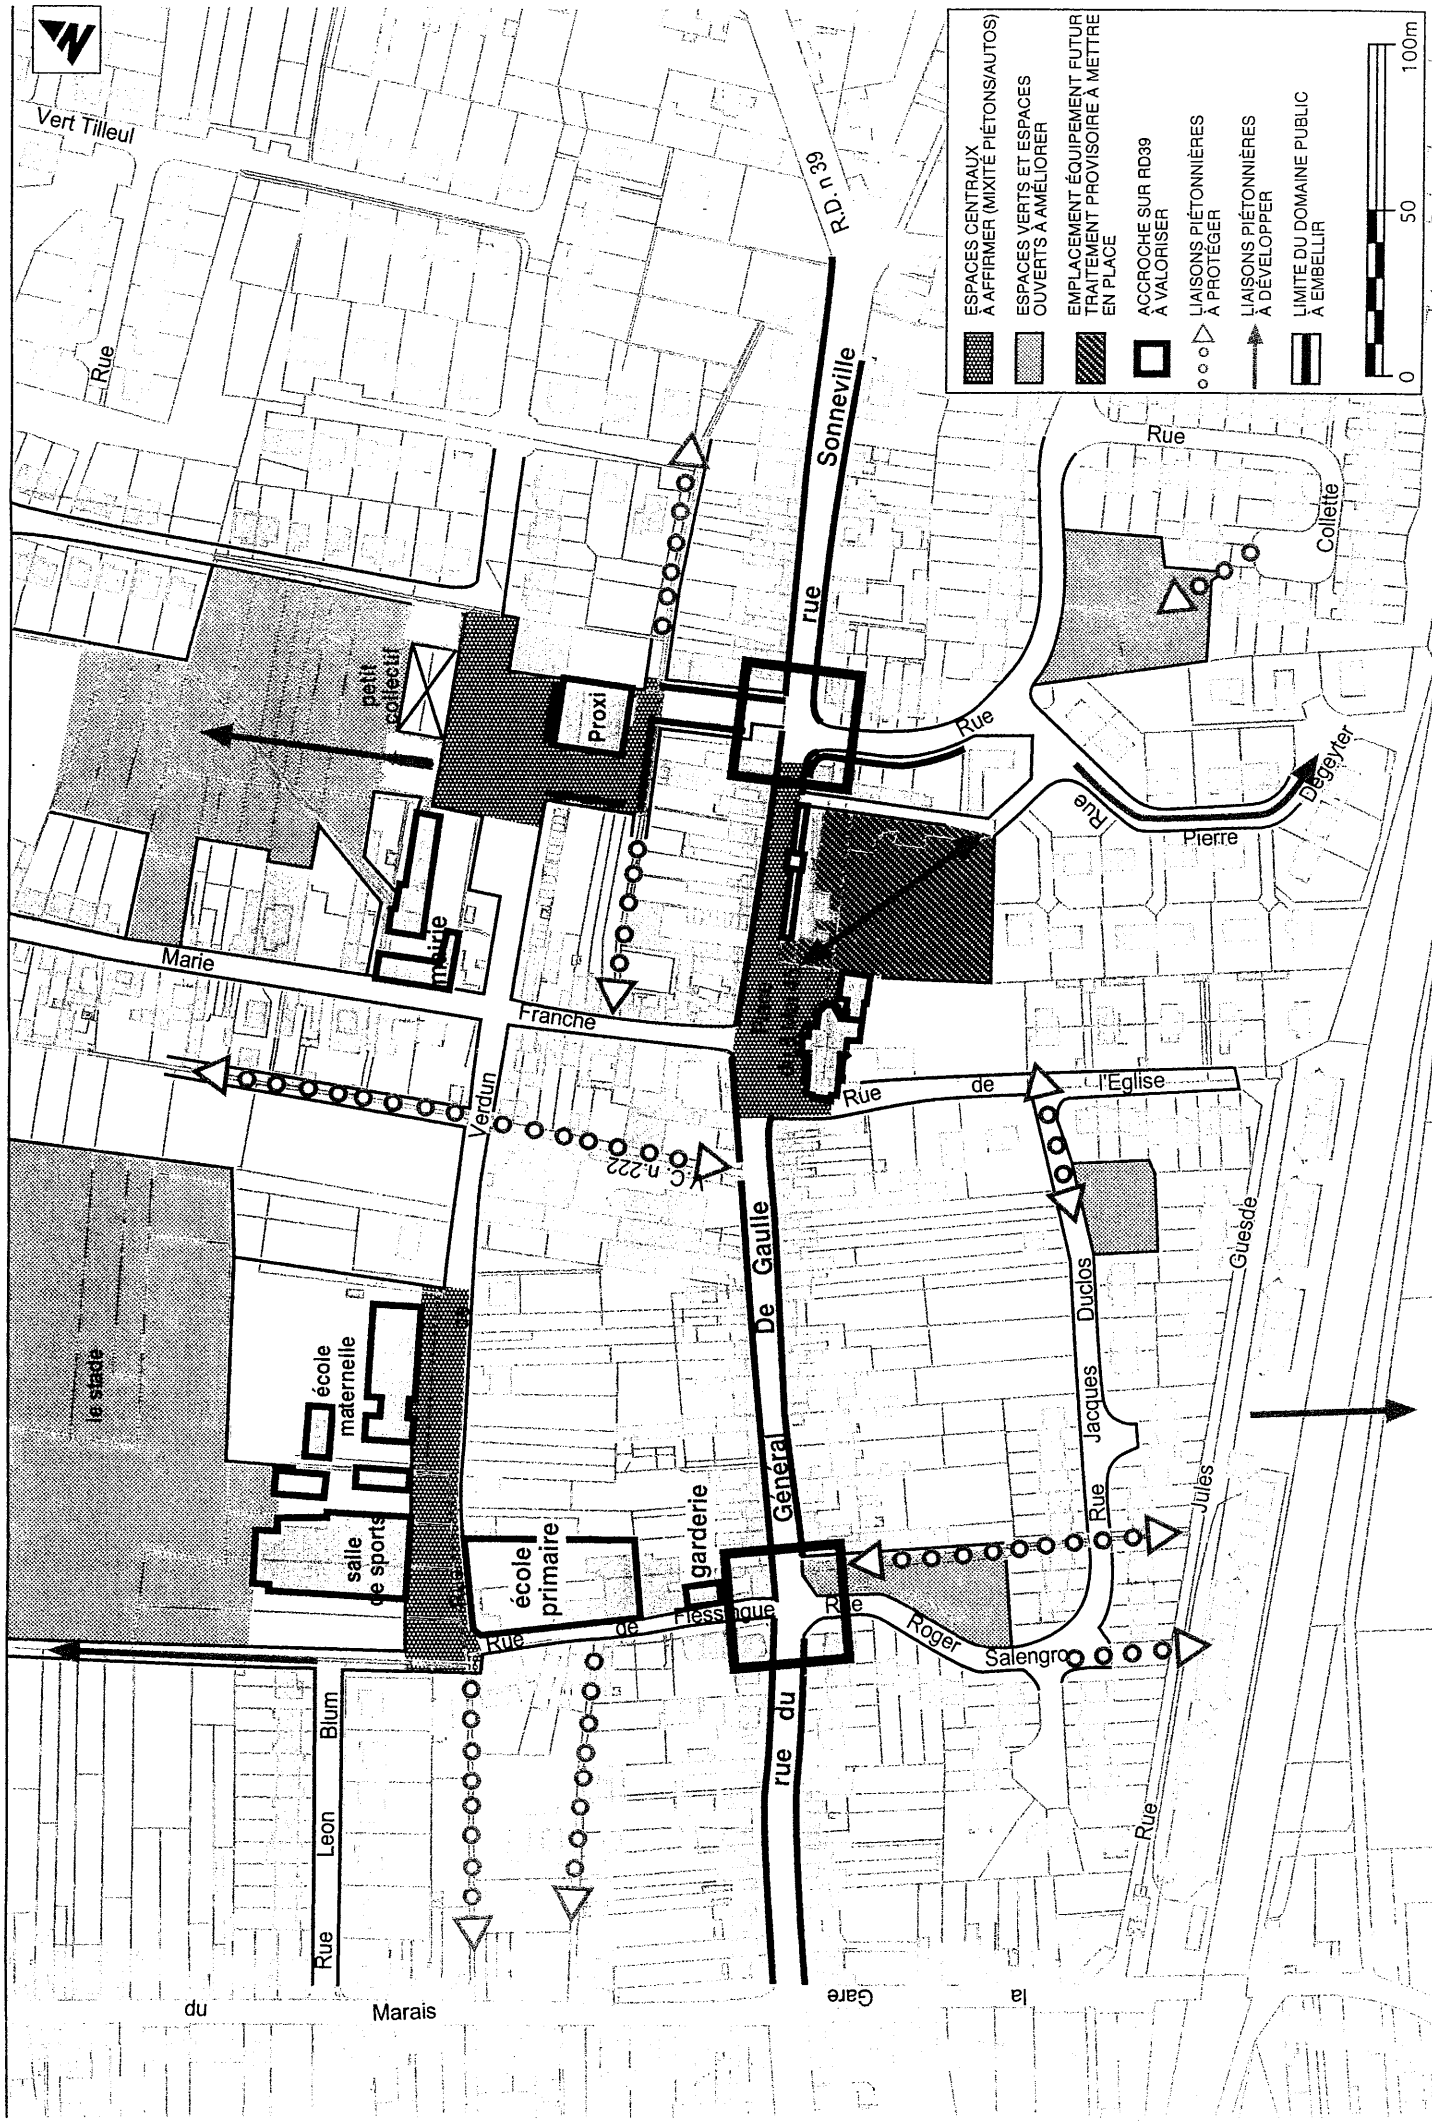 N
Vert Tilleul
Rue
R.D. n 39
Sonneville
rue
petit
collectif
Proxi
Rue
Rue
Collette
Rue
Pierre
Degeyter
Marie
mairie
Franche
Verdun
V.C. n.222
Rue
de
l'Eglise
le stade
école
maternelle
salle
de sports
école
primaire
garderie
Rue
de
Flessingue
rue du
Général
De Gaulle
Rue
Roger
Salengro
Rue
Jacques
Duclos
Rue
Jules
Guesde
Rue
Leon
Blum
du
Marais
la
Gare
ESPACES CENTRAUX
À AFFIRMER (MIXITÉ PIÉTONS/AUTOS)
ESPACES VERTS ET ESPACES
OUVERTS À AMÉLIORER
EMPLACEMENT ÉQUIPEMENT FUTUR
TRAITEMENT PROVISOIRE À METTRE
EN PLACE
ACCROCHE SUR RD39
À VALORISER
LIAISONS PIÉTONNIÈRES
À PROTÉGER
LIAISONS PIÉTONNIÈRES
À DÉVELOPPER
LIMITE DU DOMAINE PUBLIC
À EMBELLIR
0
50
100m